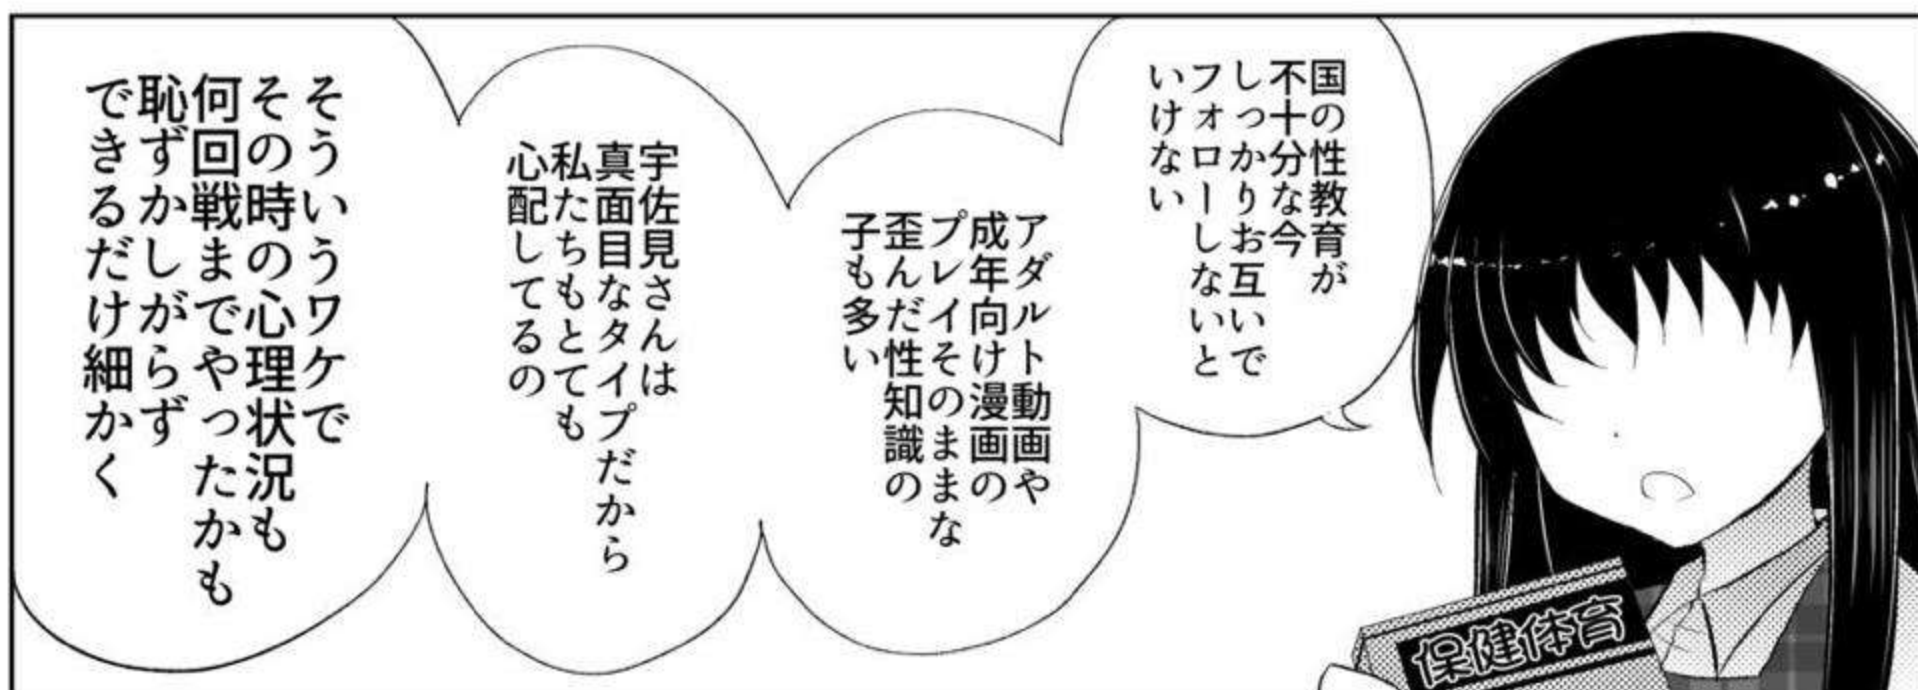 国の性教育が
不十分な今
しっかりお互いで
フォローしないと
いけない
アダルト動画や
成年向け漫画の
プレイそのままな
歪んだ性知識の
子も多い
宇佐見さんは
真面目なタイプだから
私たちもとても
心配してるの
そういうワケで
その時の心理状況も
何回戦までやったかも
恥ずかしがらず
できるだけ細かく
保健体育